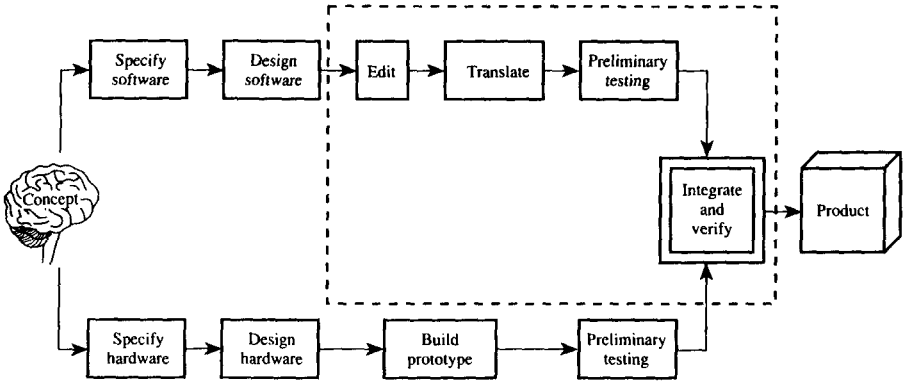 Specify
software
Design
software
Edit
Translate
Preliminary
testing
Concept
Integrate
and
verify
Product
Specify
hardware
Design
hardware
Build
prototype
Preliminary
testing